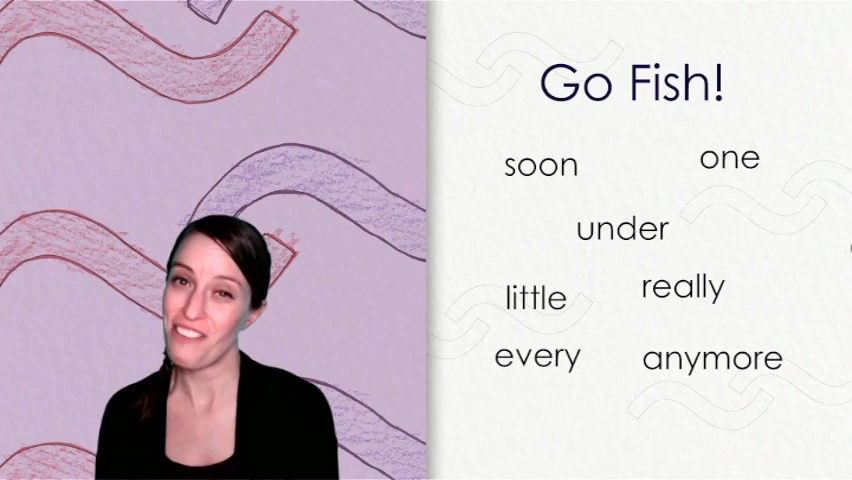 Go Fish!
soon
one
under
little
really
every
anymore